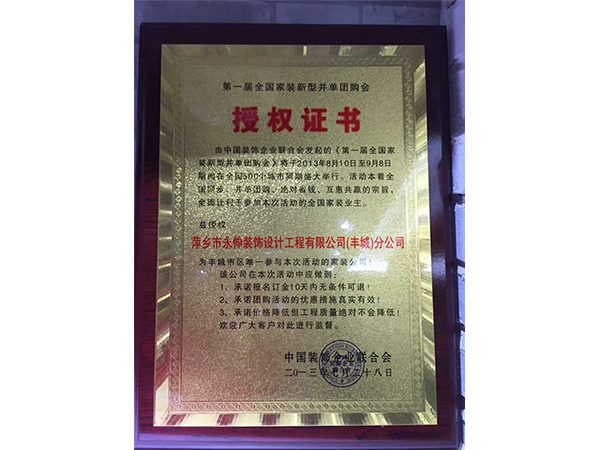 第一届全国家装新型并单团购会
授权证书
由中国装饰企业联合会发起的《第一届全国家
装新型并单团购会》将于2013年8月10日至9月8日
期间在全国500个城市同期盛大举行。活动本着全
国同步、并单团购、绝对省钱、互惠共赢的宗旨，
全面让利于参加本次活动的全国家装业主。
兹授权
萍乡市永伸装饰设计工程有限公司(丰城)分公司
为丰城市区唯一参与本次活动的家装公司！
该公司在本次活动中应做到：
1、承诺报名订金10天内无条件可退！
2、承诺团购活动的优惠措施真实有效！
3、承诺价格降低但工程质量绝对不会降低！
欢迎广大客户对此进行监督。
中国装饰企业联合会
二〇一三年七月二十八日